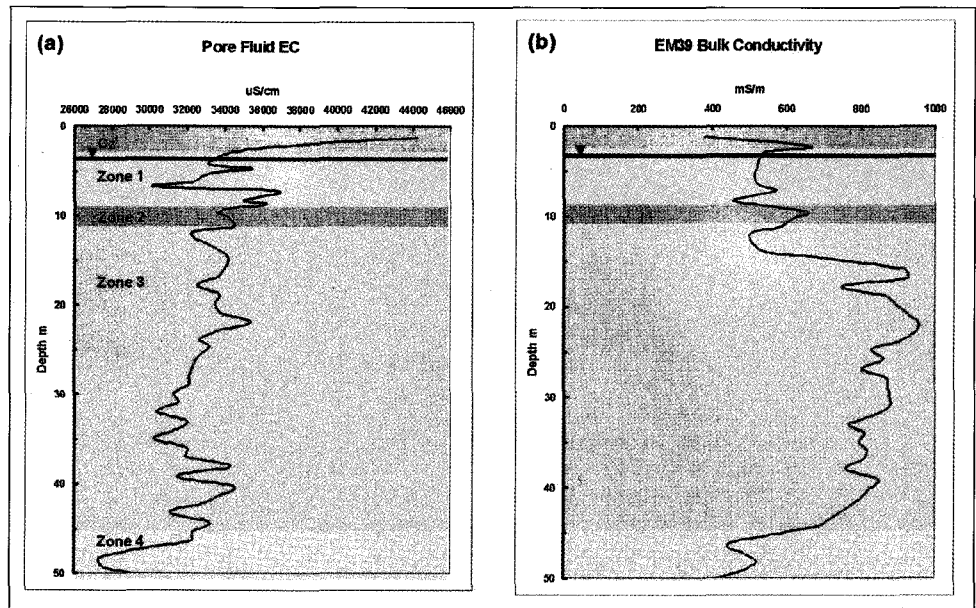 (a)
Pore Fluid EC
uS/cm
26000 28000 30000 32000 34000 36000 38000 40000 42000 44000 46000
0
10
20
30
40
50
Depth m
Zone 1
Zone 2
Zone 3
Zone 4
(b)
EM39 Bulk Conductivity
mS/m
0 200 400 600 800 1000
0
10
20
30
40
50
Depth m